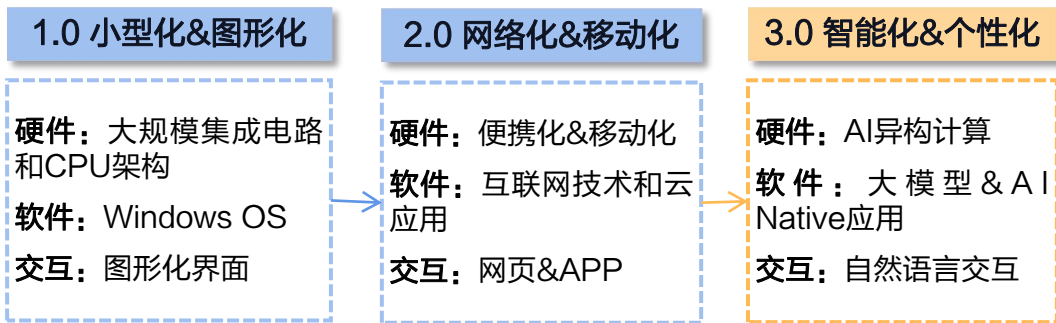 1.0 小型化&图形化
硬件：大规模集成电路
和CPU架构
软件：Windows OS
交互：图形化界面
2.0 网络化&移动化
硬件：便携化&移动化
软件：互联网技术和云
应用
交互：网页&APP
3.0 智能化&个性化
硬件：AI异构计算
软件：大模型&AI
Native应用
交互：自然语言交互